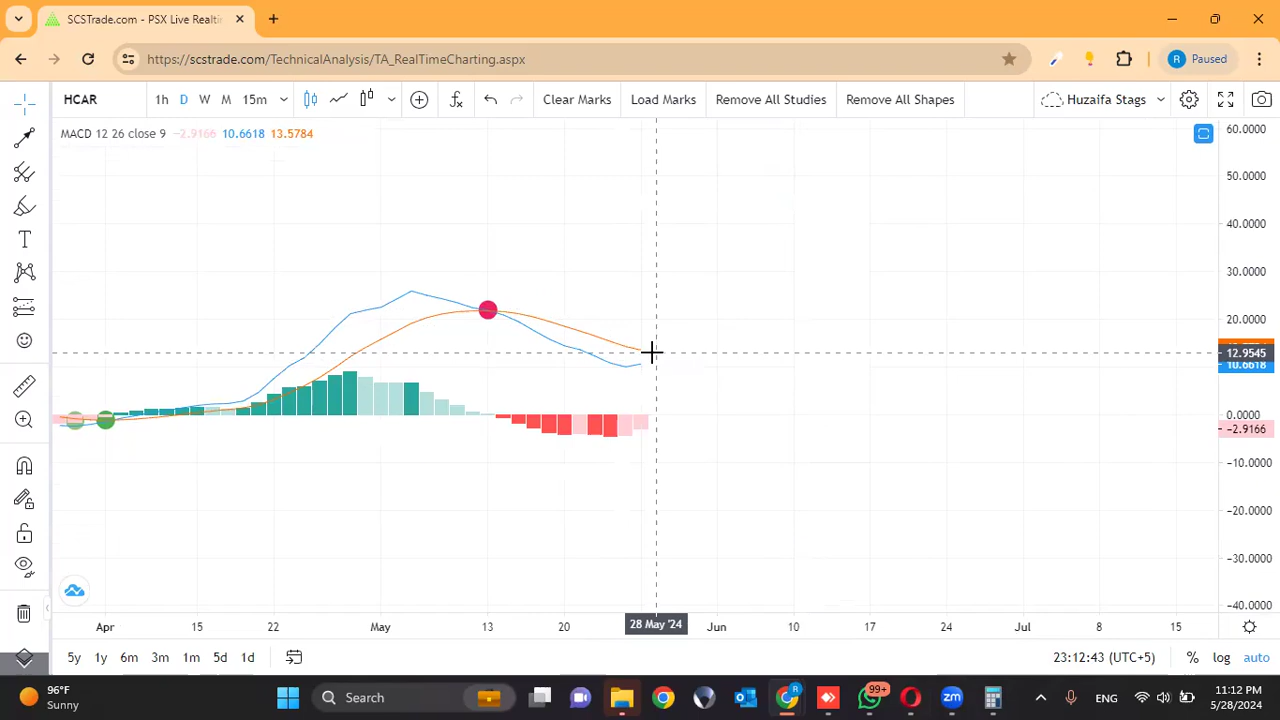 SCSTrade.com - PSX Live Realti
https://scstrade.com/TechnicalAnalysis/TA_RealTimeCharting.aspx
R Paused
HCAR 1h D W M 15m Clear Marks Load Marks Remove All Studies Remove All Shapes Huzaifa Stags
MACD 12 26 close 9 −2.9166 10.6618 13.5784
60.0000
50.0000
40.0000
30.0000
20.0000
12.9545
10.6618
0.0000
−2.9166
−10.0000
−20.0000
−30.0000
−40.0000
Apr 15 22 May 13 20 28 May '24 Jun 10 17 24 Jul 8 15
5y 1y 6m 3m 1m 5d 1d 23:12:43 (UTC+5) % log auto
96°F
Sunny
Search
R
99+
zm
ENG
11:12 PM
5/28/2024